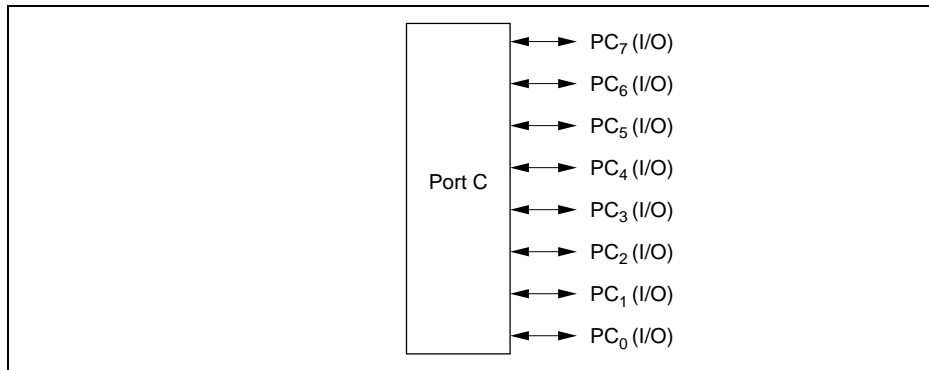 PC7 (I/O)
PC6 (I/O)
PC5 (I/O)
PC4 (I/O)
Port C
PC3 (I/O)
PC2 (I/O)
PC1 (I/O)
PC0 (I/O)